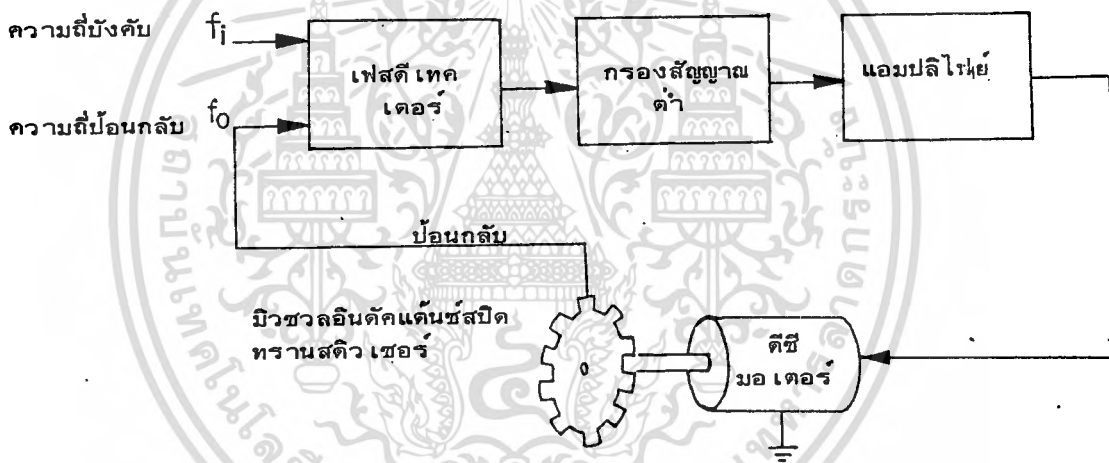 ความถี่บังคับ fi
เฟสดีเทค
เตอร์
กรองสัญญาณ
ต่ำ
แอมปลิไฟย์
ความถี่ป้อนกลับ fo
ป้อนกลับ
มิวชวลอินดัคแต้นซ์สปีด
ทรานสดิวเซอร์
ดีซี
มอเตอร์